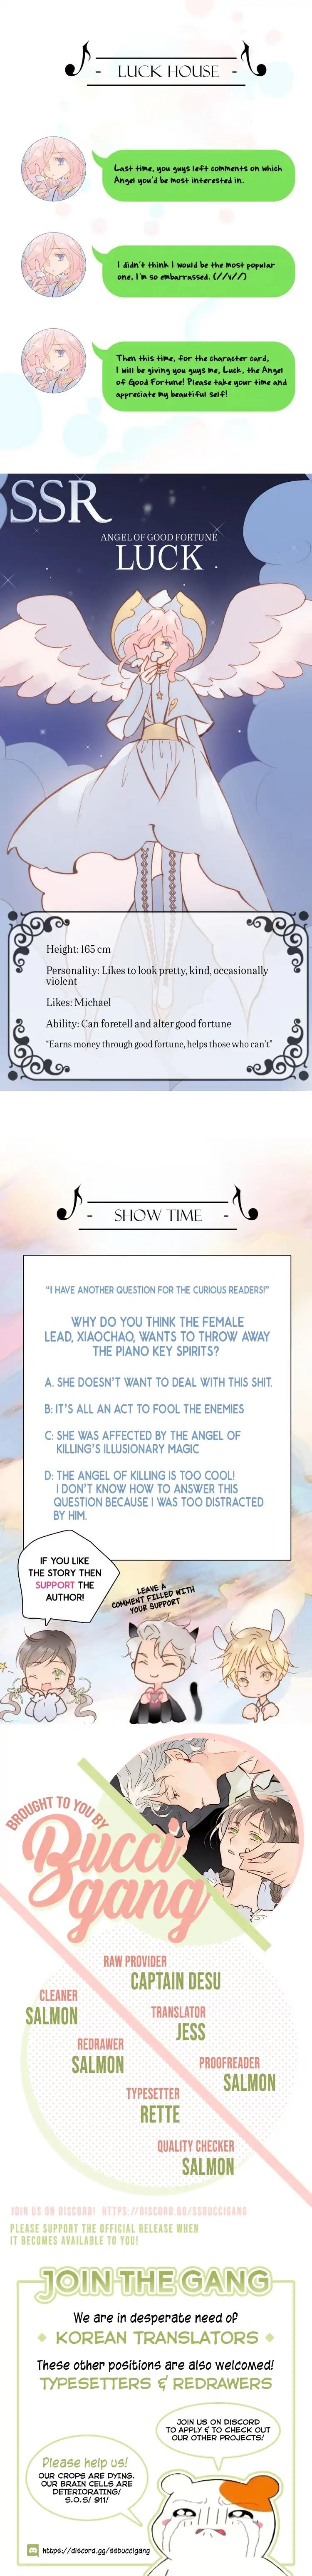 - LUCK HOUSE -
Last time, you guys left comments on which
Angel you'd be most interested in.
I didn't think I would be the most popular
one, I'm so embarrassed. (//v//)
Then this time, for the character card,
I will be giving you guys me, Luck, the Angel
of Good Fortune! Please take your time and
appreciate my beautiful self!
SSR
ANGEL OF GOOD FORTUNE
LUCK
Height: 165 cm
Personality: Likes to look pretty, kind, occasionally
violent
Likes: Michael
Ability: Can foretell and alter good fortune
"Earns money through good fortune, helps those who can't"
- SHOW TIME -
"I HAVE ANOTHER QUESTION FOR THE CURIOUS READERS!"
WHY DO YOU THINK THE FEMALE
LEAD, XIAOCHAO, WANTS TO THROW AWAY
THE PIANO KEY SPIRITS?
A. SHE DOESN'T WANT TO DEAL WITH THIS SHIT.
B: IT'S ALL AN ACT TO FOOL THE ENEMIES
C: SHE WAS AFFECTED BY THE ANGEL OF
KILLING'S ILLUSIONARY MAGIC
D: THE ANGEL OF KILLING IS TOO COOL!
I DON'T KNOW HOW TO ANSWER THIS
QUESTION BECAUSE I WAS TOO DISTRACTED
BY HIM.
IF YOU LIKE
THE STORY THEN
SUPPORT THE
AUTHOR!
LEAVE A
COMMENT FILLED WITH
YOUR SUPPORT
BROUGHT TO YOU BY
Bucci
gang
RAW PROVIDER
CAPTAIN DESU
CLEANER
SALMON
TRANSLATOR
JESS
REDRAWER
SALMON
PROOFREADER
SALMON
TYPESETTER
RETTE
QUALITY CHECKER
SALMON
JOIN US ON DISCORD! HTTPS://DISCORD.GG/SSBUCCIGANG
PLEASE SUPPORT THE OFFICIAL RELEASE WHEN
IT BECOMES AVAILABLE TO YOU!
JOIN THE GANG
We are in desperate need of
KOREAN TRANSLATORS
These other positions are also welcomed!
TYPESETTERS & REDRAWERS
JOIN US ON DISCORD
TO APPLY & TO CHECK OUT
OUR OTHER PROJECTS!
Please help us!
OUR CROPS ARE DYING.
OUR BRAIN CELLS ARE
DETERIORATING!
S.O.S! 911!
https://discord.gg/ssbuccigang